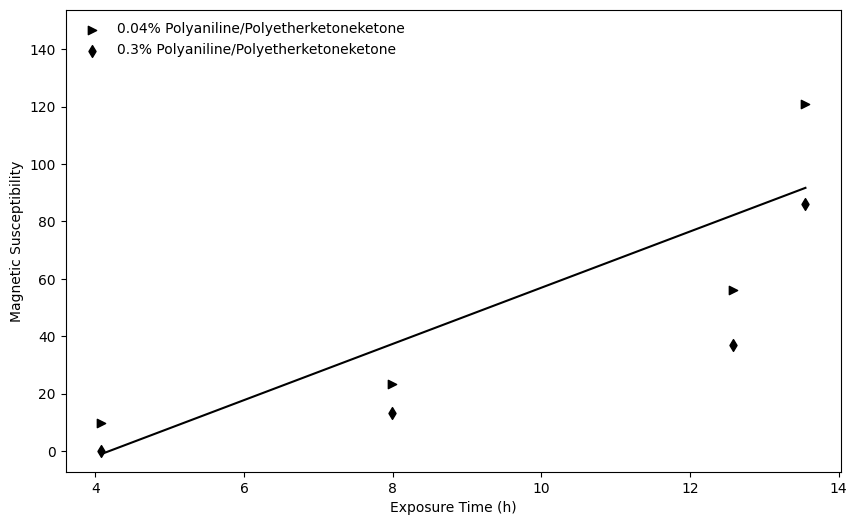 0.04% Polyaniline/Polyetherketoneketone
0.3% Polyaniline/Polyetherketoneketone
140
120
100
80
60
40
20
0
Magnetic Susceptibility
4 6 8 10 12 14
Exposure Time (h)